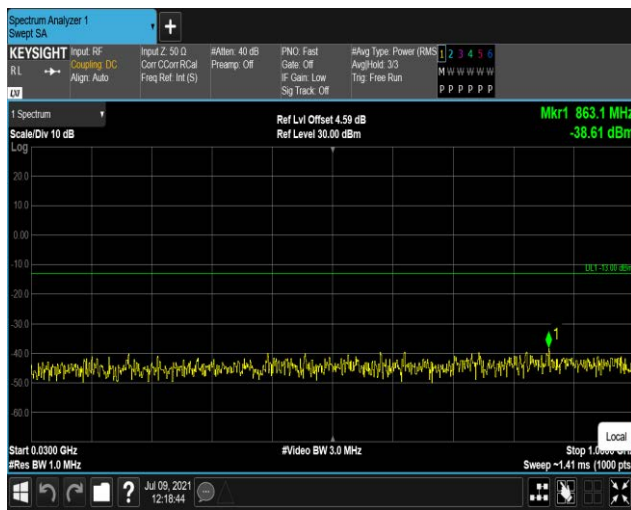 Spectrum Analyzer 1
Swept SA
+
KEYSIGHT
RL
LXI
Input: RF
Coupling: DC
Align: Auto
Input Z: 50 Ω
Corr CCorr RCal
Freq Ref: Int (S)
#Atten: 40 dB
Preamp: Off
PNO: Fast
Gate: Off
IF Gain: Low
Sig Track: Off
#Avg Type: Power (RMS
Avg|Hold: 3/3
Trig: Free Run
1 2 3 4 5 6
M W W W W W
P P P P P P
1 Spectrum
Scale/Div 10 dB
Log
Ref Lvl Offset 4.59 dB
Ref Level 30.00 dBm
Mkr1 863.1 MHz
-38.61 dBm
20.0
10.0
0.00
-10.0
DL1 -13.00 dBm
-20.0
-30.0
1
-40.0
-50.0
-60.0
Local
Start 0.0300 GHz
#Video BW 3.0 MHz
Stop
#Res BW 1.0 MHz
Sweep ~1.41 ms (1000 pts
?
Jul 09, 2021
12:18:44